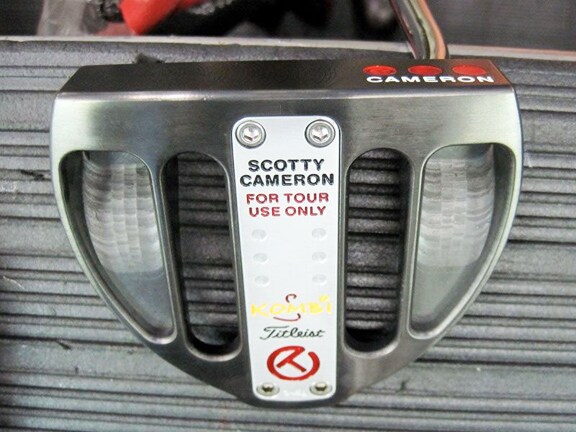 CAMERON
SCOTTY
CAMERON
FOR TOUR
USE ONLY
KOMBi
S
Titleist
T